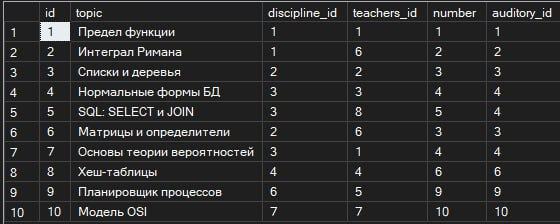 id topic discipline_id teachers_id number auditory_id
1 1 Предел функции 1 1 1 1
2 2 Интеграл Римана 1 6 2 2
3 3 Списки и деревья 2 2 3 3
4 4 Нормальные формы БД 3 3 4 4
5 5 SQL: SELECT и JOIN 3 8 5 4
6 6 Матрицы и определители 2 6 3 3
7 7 Основы теории вероятностей 3 1 4 4
8 8 Хеш-таблицы 4 4 6 6
9 9 Планировщик процессов 6 5 9 9
10 10 Модель OSI 7 7 10 10